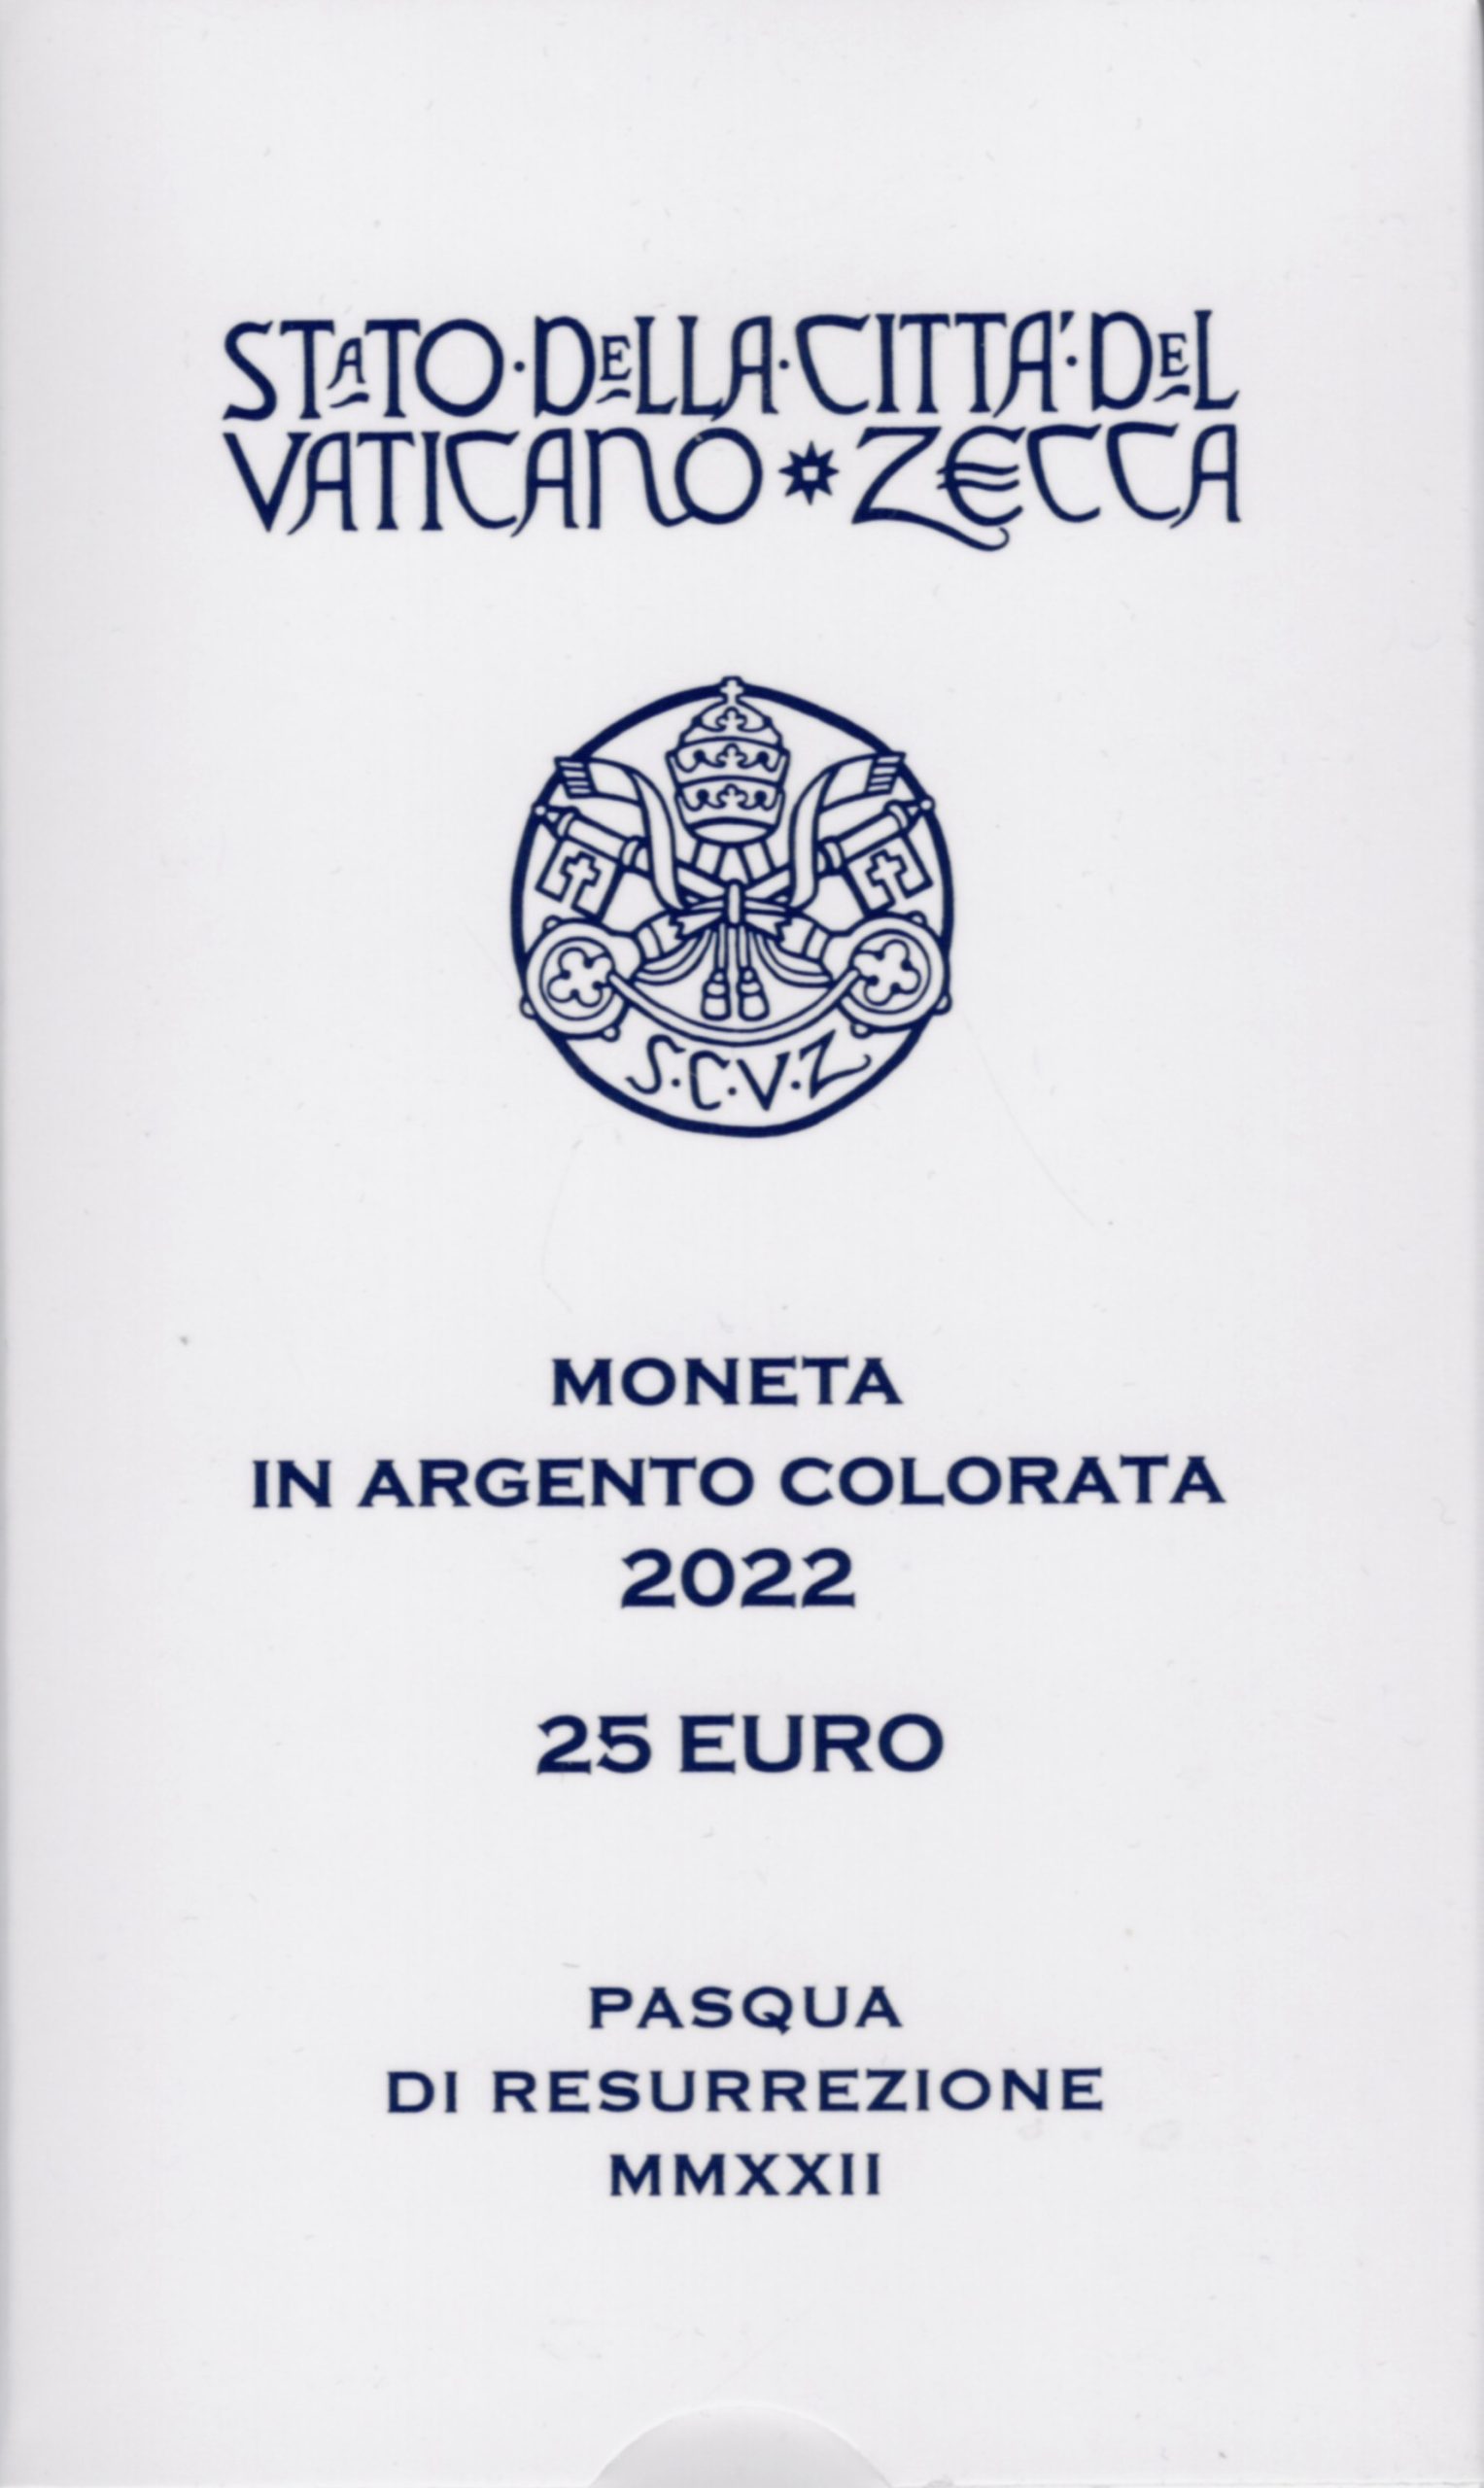 STATO·DELLA·CITTA'·DEL
VATICANO * ZECCA
S·C·V·Z
MONETA
IN ARGENTO COLORATA
2022
25 EURO
PASQUA
DI RESURREZIONE
MMXXII